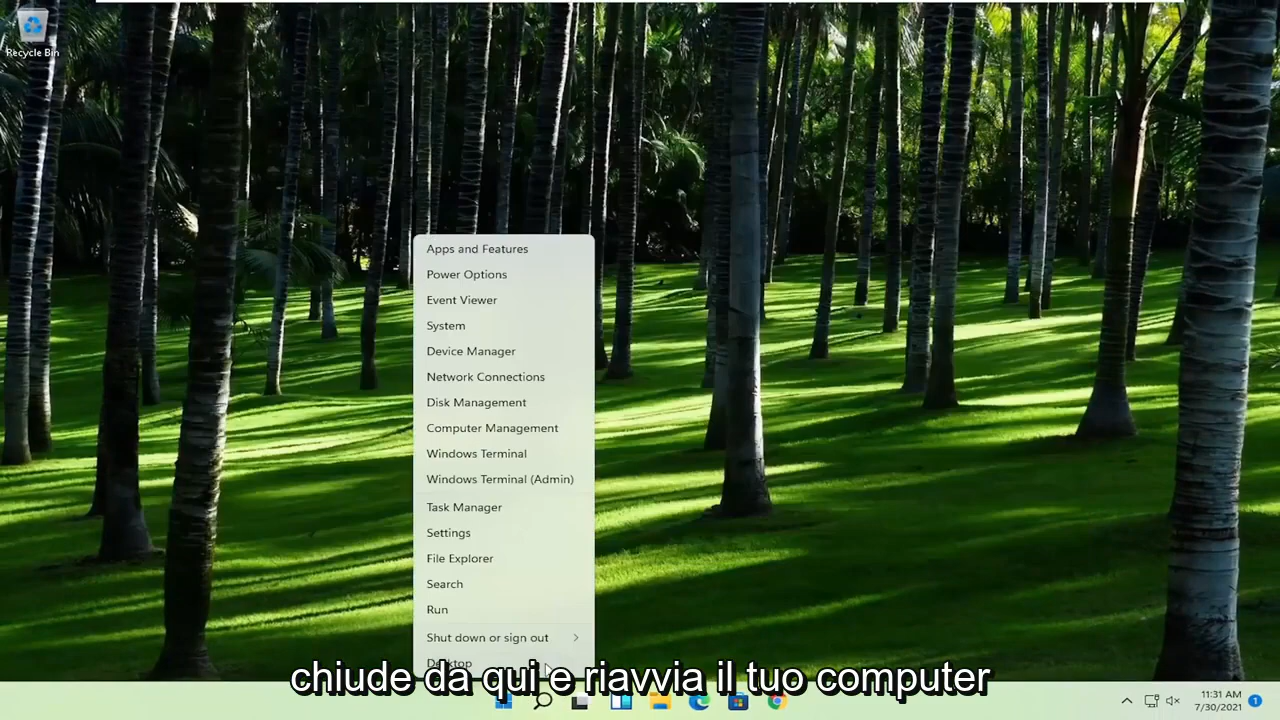 Recycle Bin
Apps and Features
Power Options
Event Viewer
System
Device Manager
Network Connections
Disk Management
Computer Management
Windows Terminal
Windows Terminal (Admin)
Task Manager
Settings
File Explorer
Search
Run
Shut down or sign out
Desktop
chiude da qui e riavvia il tuo computer
11:31 AM
7/30/2021
1